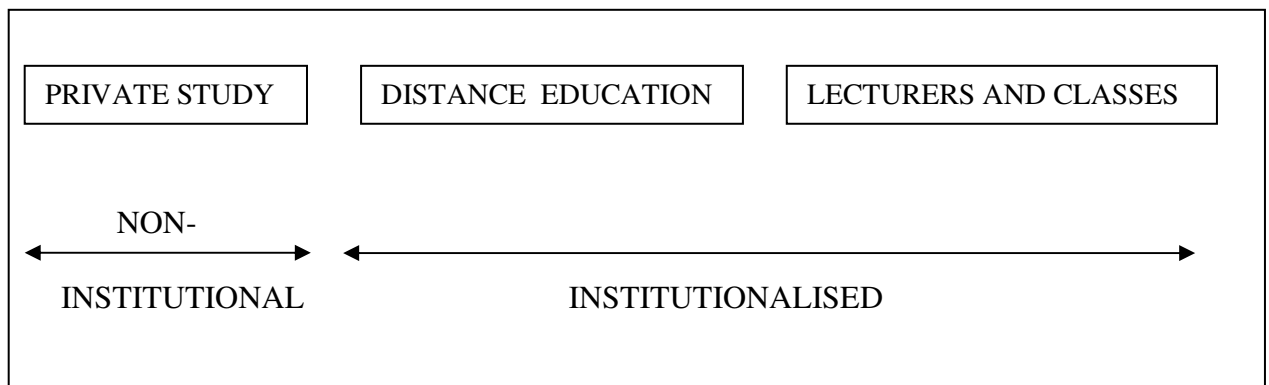 PRIVATE STUDY
DISTANCE EDUCATION
LECTURERS AND CLASSES
NON-
INSTITUTIONAL
INSTITUTIONALISED